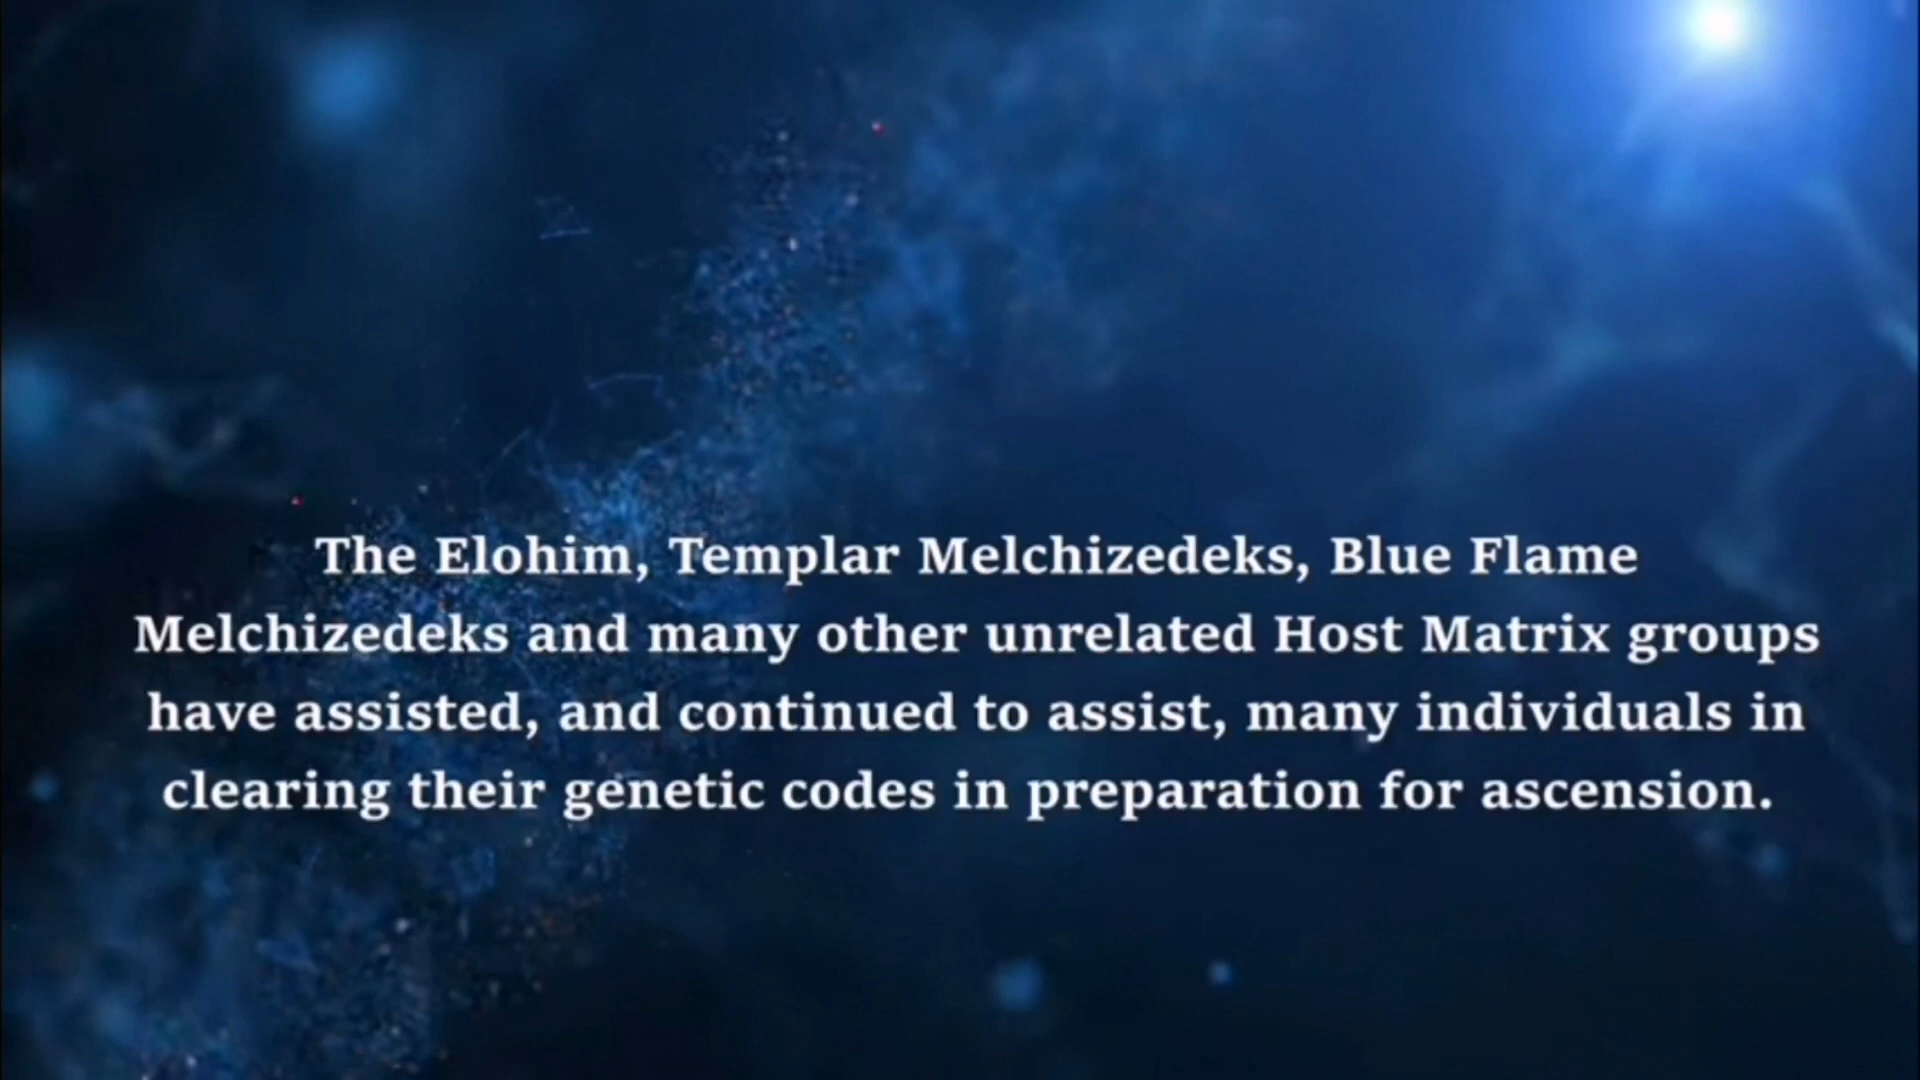 The Elohim, Templar Melchizedeks, Blue Flame
Melchizedeks and many other unrelated Host Matrix groups
have assisted, and continued to assist, many individuals in
clearing their genetic codes in preparation for ascension.